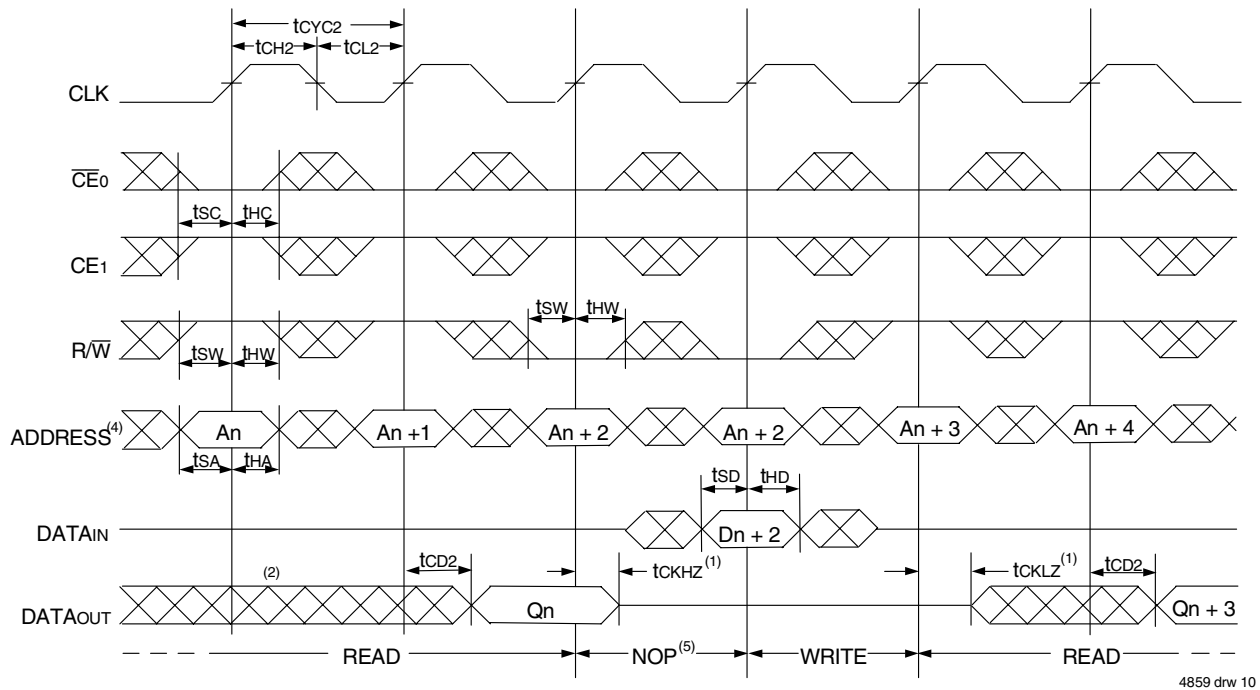 tCYC2
tCH2 tCL2
CLK
CE0
tSC tHC
CE1
tSW tHW
R/W
tSW tHW
ADDRESS(4) An An +1 An + 2 An + 2 An + 3 An + 4
tSA tHA
tSD tHD
DATAIN Dn + 2
(2) tCD2 tCKHZ(1) tCKLZ(1) tCD2
DATAOUT Qn Qn + 3
READ NOP(5) WRITE READ
4859 drw 10